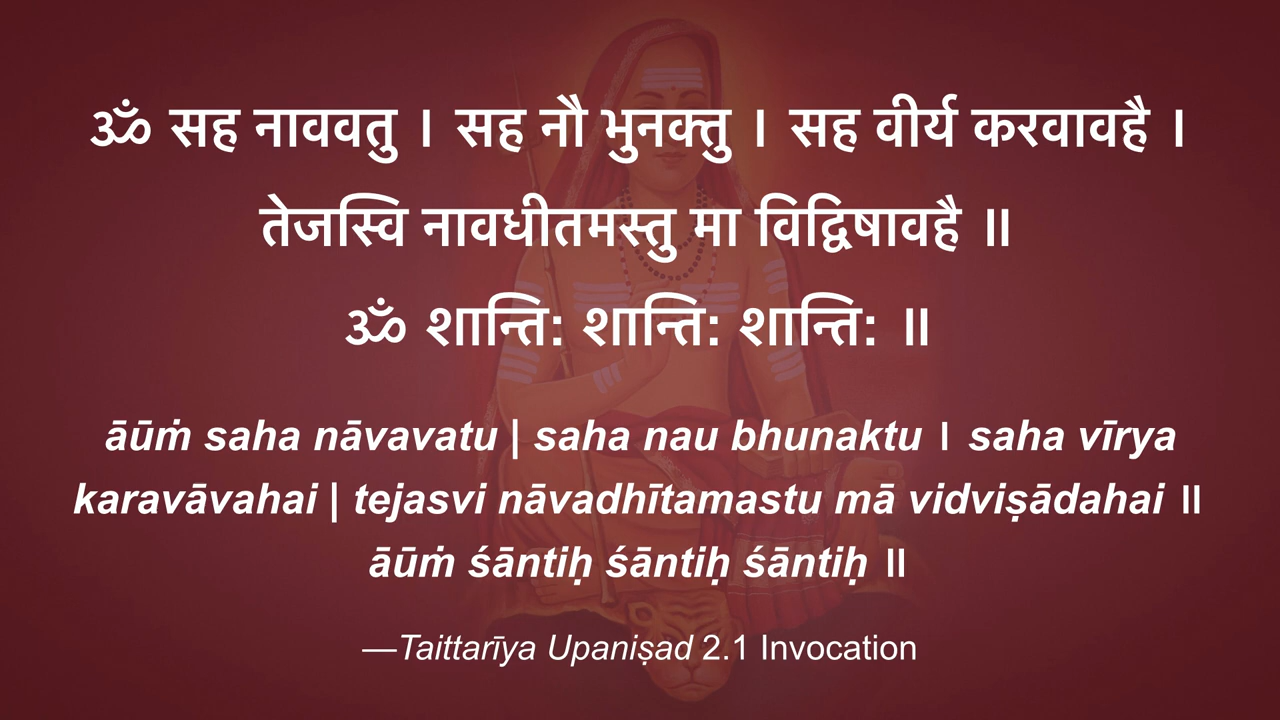 ॐ सह नाववतु । सह नौ भुनक्तु । सह वीर्य करवावहै ।
तेजस्वि नावधीतमस्तु मा विद्विषावहै ॥
ॐ शान्ति: शान्ति: शान्ति: ॥
āūṁ saha nāvavatu | saha nau bhunaktu । saha vīrya
karavāvahai | tejasvi nāvadhītamastu mā vidviṣādahai ॥
āūṁ śāntiḥ śāntiḥ śāntiḥ ॥
—Taittarīya Upaniṣad 2.1 Invocation